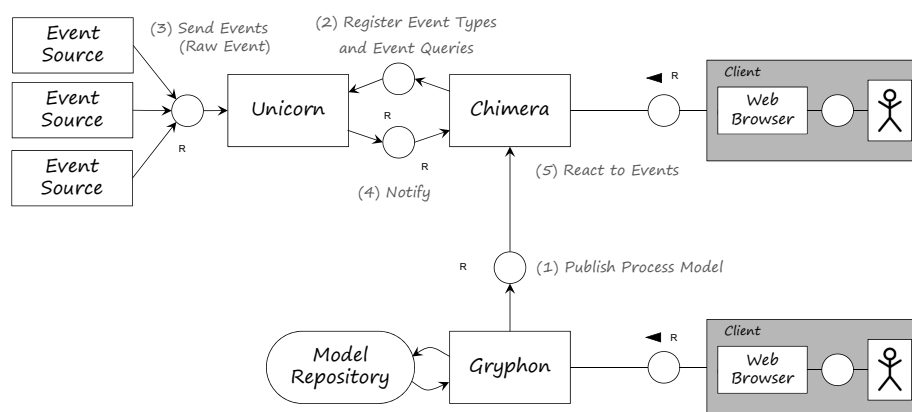 Event
Source
(3) Send Events
(Raw Event)
(2) Register Event Types
and Event Queries
Event
Source
Unicorn
Chimera
R
Client
Web
Browser
R
R
Event
Source
R
(4) Notify
(5) React to Events
R
(1) Publish Process Model
Model
Repository
Gryphon
R
Client
Web
Browser